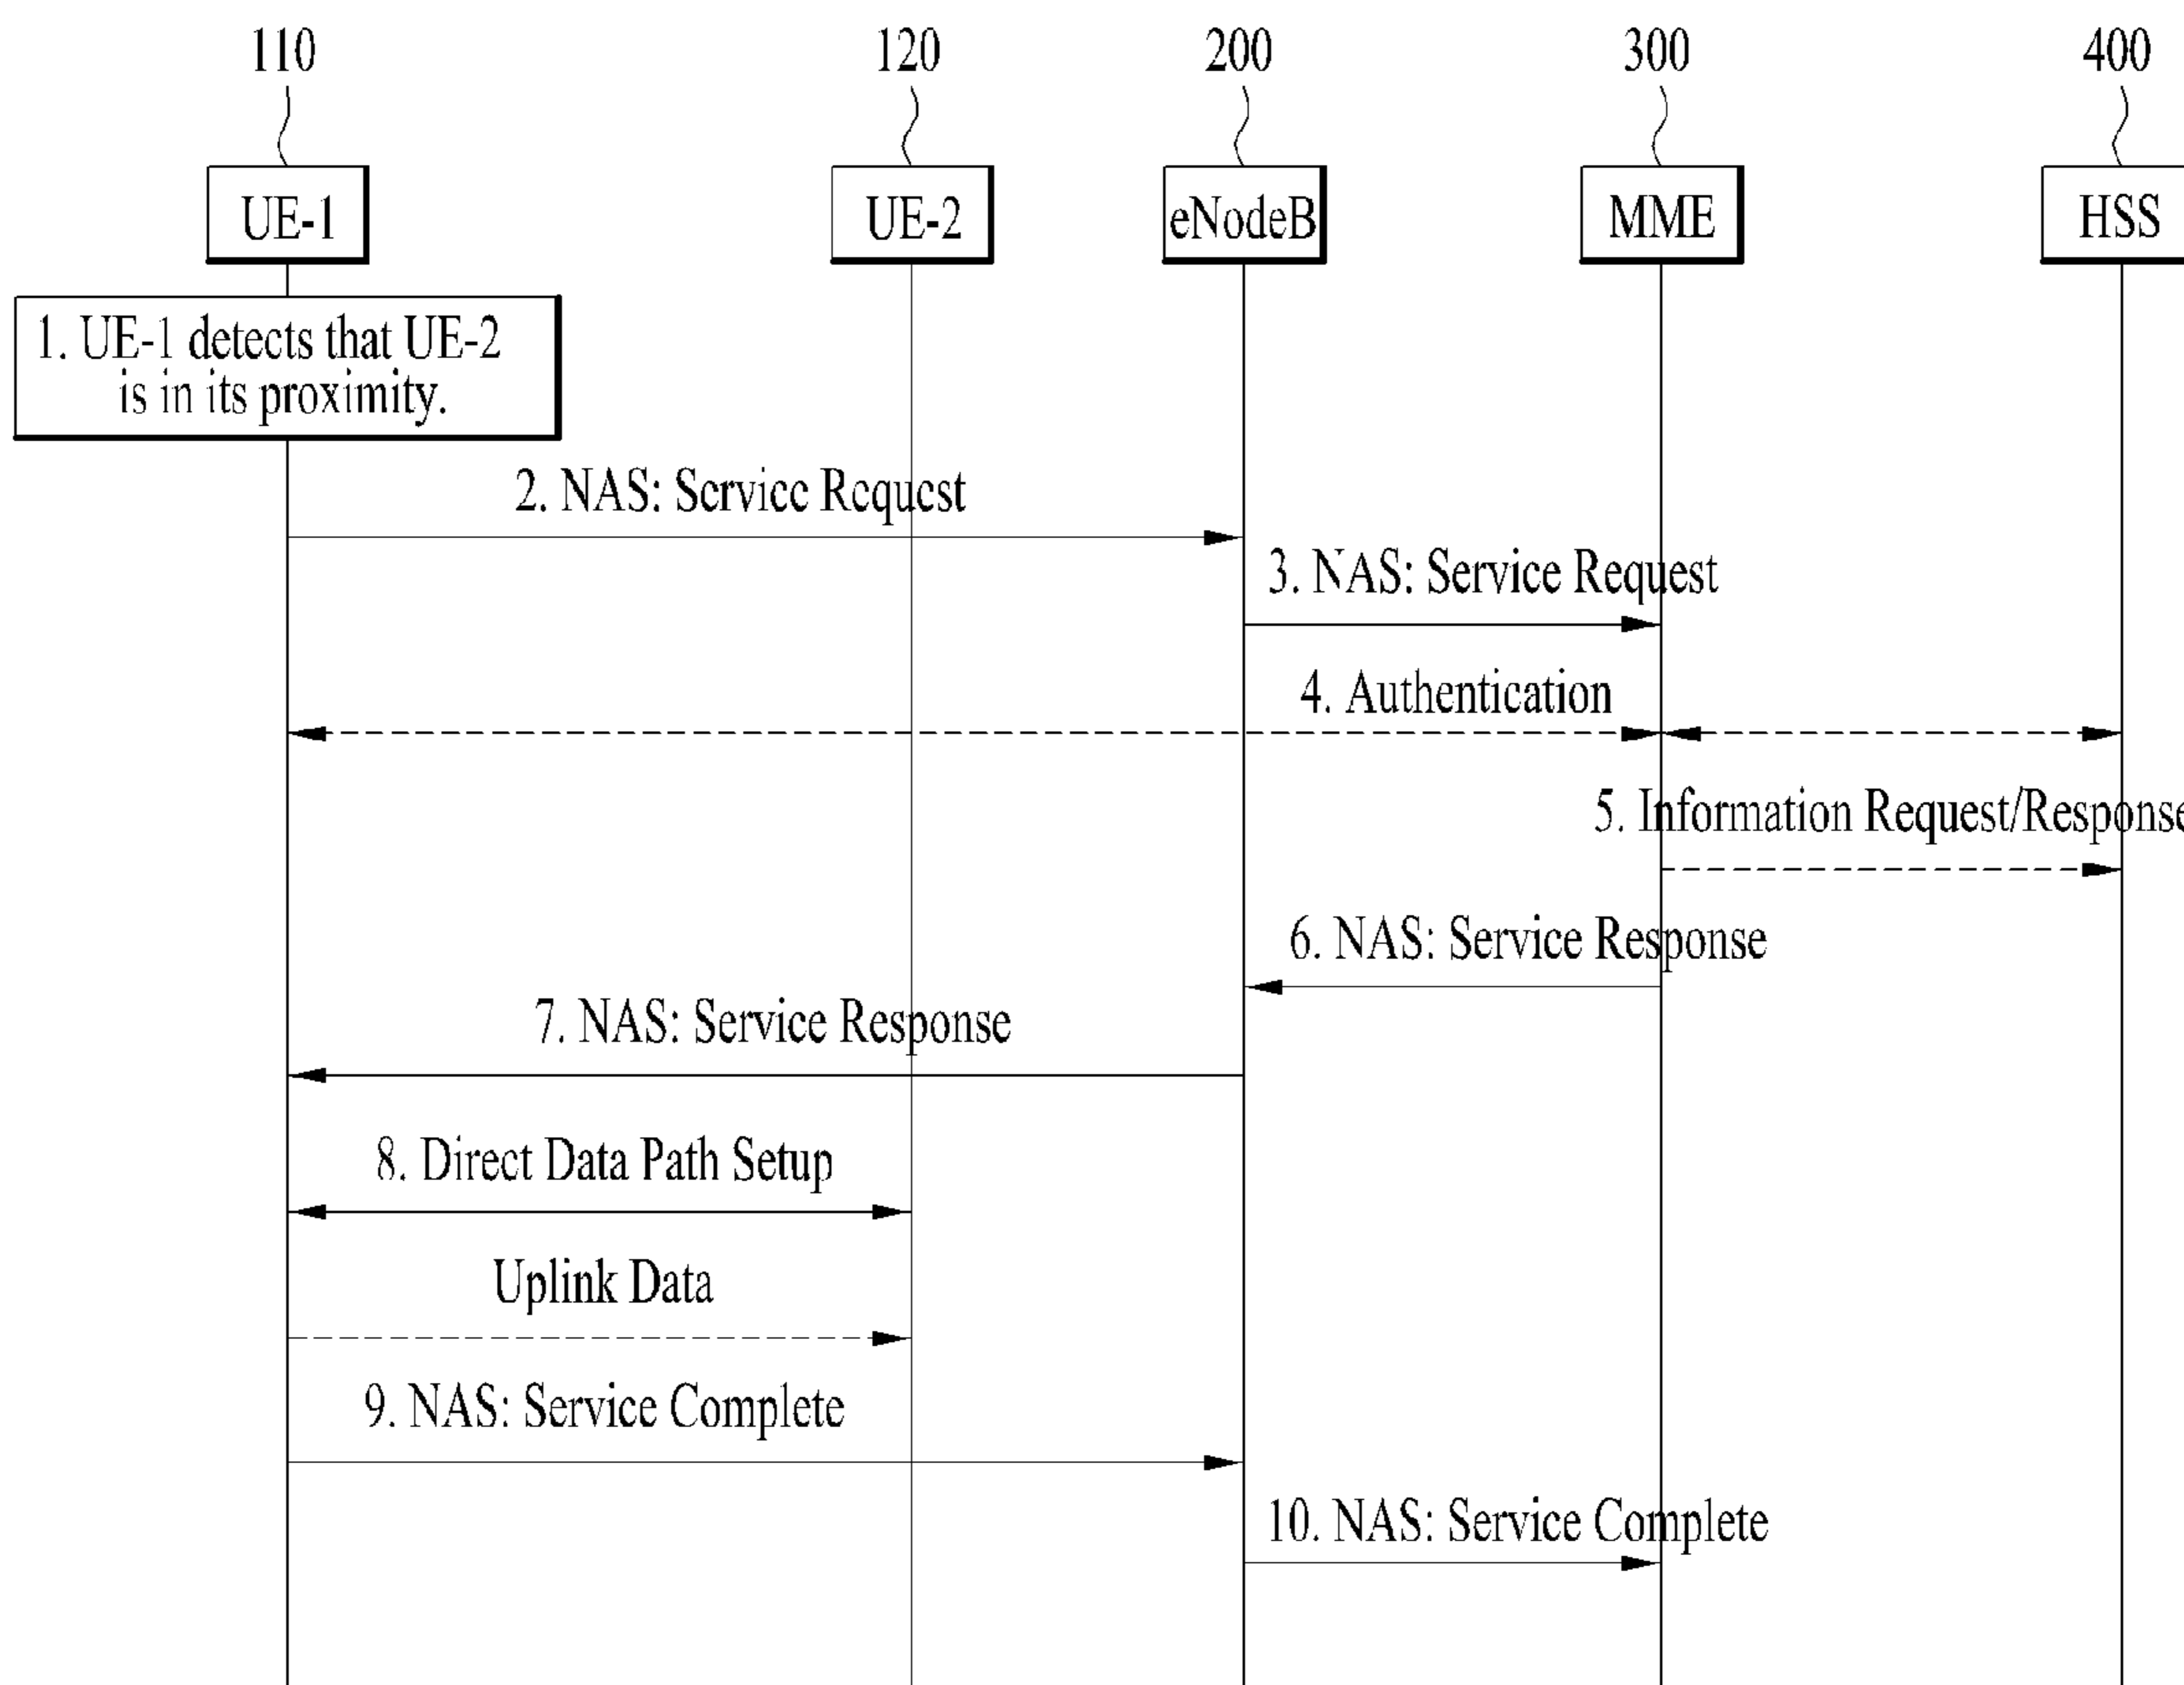 110 120 200 300 400
UE-1 UE-2 eNodeB MME HSS
1. UE-1 detects that UE-2
is in its proximity.
2. NAS: Service Request
3. NAS: Service Request
4. Authentication
5. Information Request/Response
6. NAS: Service Response
7. NAS: Service Response
8. Direct Data Path Setup
Uplink Data
9. NAS: Service Complete
10. NAS: Service Complete